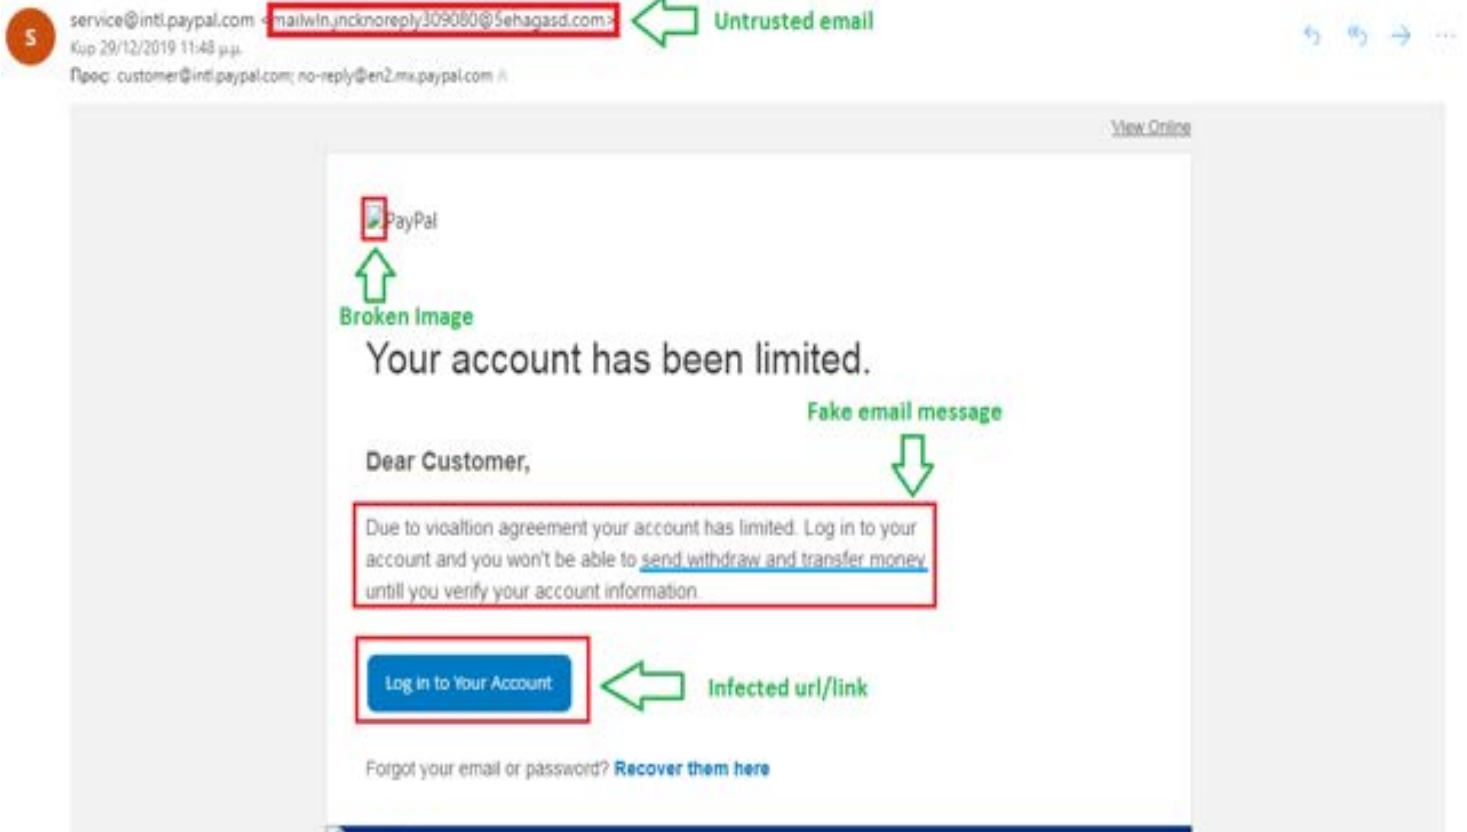 S
service@intl.paypal.com <mailwin.jncknoreply309080@5ehagasd.com>
Untrusted email
Κυρ 29/12/2019 11:48 μ.μ.
Προς: customer@intl.paypal.com; no-reply@en2.mx.paypal.com
View Online
PayPal
Broken Image
Your account has been limited.
Fake email message
Dear Customer,
Due to vioaltion agreement your account has limited. Log in to your
account and you won't be able to send withdraw and transfer money
untill you verify your account information.
Log in to Your Account
Infected url/link
Forgot your email or password? Recover them here